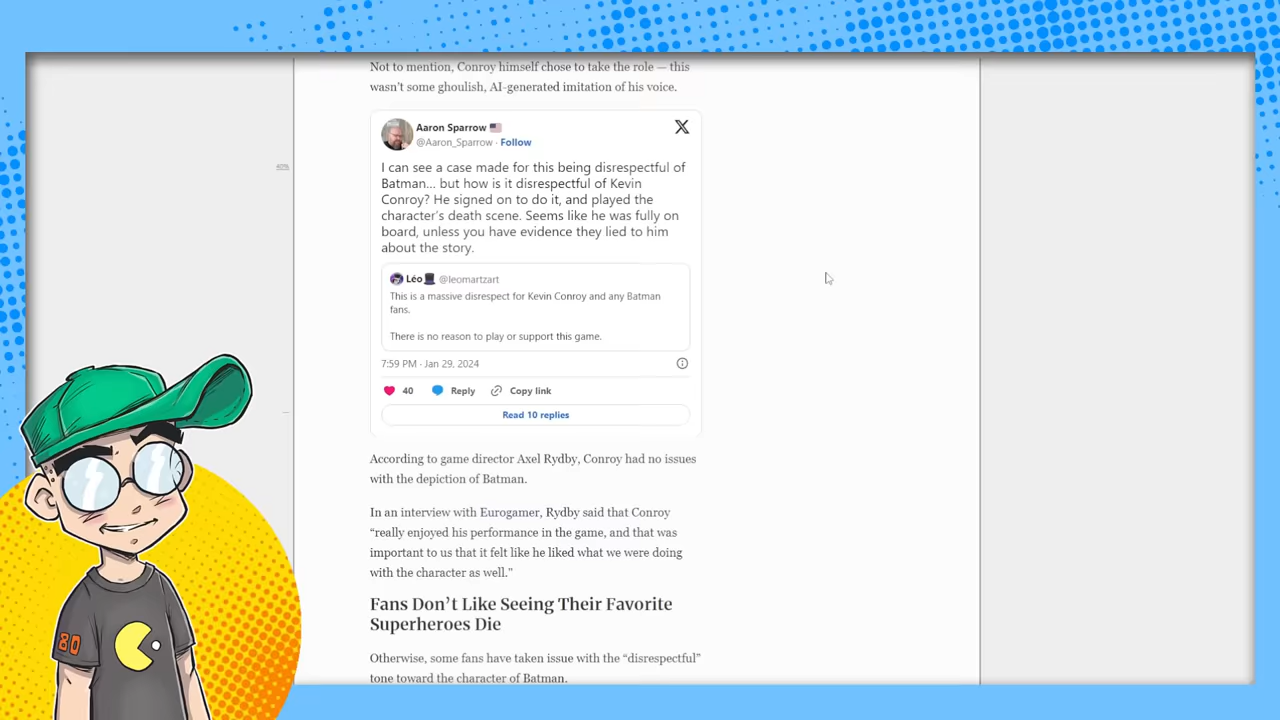 Not to mention, Conroy himself chose to take the role — this
wasn't some ghoulish, AI-generated imitation of his voice.
Aaron Sparrow 🇺🇸
@Aaron_Sparrow · Follow
I can see a case made for this being disrespectful of
Batman... but how is it disrespectful of Kevin
Conroy? He signed on to do it, and played the
character's death scene. Seems like he was fully on
board, unless you have evidence they lied to him
about the story.
Léo🎩 @leomartzart
This is a massive disrespect for Kevin Conroy and any Batman
fans.
There is no reason to play or support this game.
7:59 PM · Jan 29, 2024
40 Reply Copy link
Read 10 replies
According to game director Axel Rydby, Conroy had no issues
with the depiction of Batman.
In an interview with Eurogamer, Rydby said that Conroy
“really enjoyed his performance in the game, and that was
important to us that it felt like he liked what we were doing
with the character as well.”
Fans Don’t Like Seeing Their Favorite
Superheroes Die
Otherwise, some fans have taken issue with the “disrespectful”
tone toward the character of Batman.
80